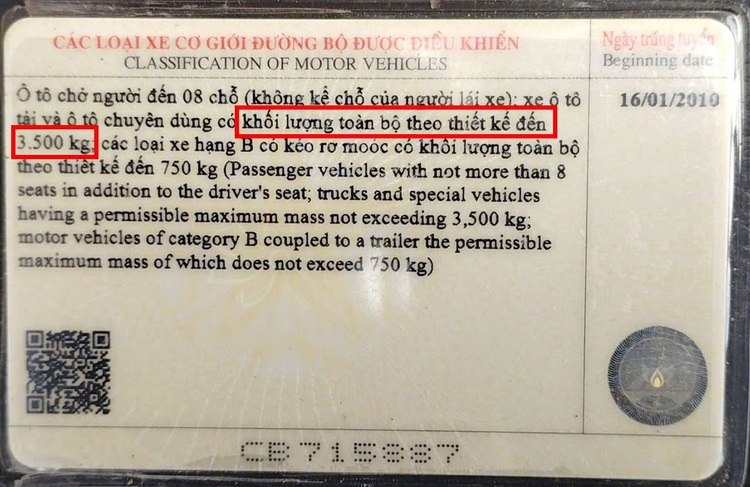 CÁC LOẠI XE CƠ GIỚI ĐƯỜNG BỘ ĐƯỢC ĐIỀU KHIỂN
CLASSIFICATION OF MOTOR VEHICLES
Ngày trúng tuyển
Beginning date
Ô tô chở người đến 08 chỗ (không kể chỗ của người lái xe); xe ô tô
tải và ô tô chuyên dùng có khối lượng toàn bộ theo thiết kế đến
3.500 kg; các loại xe hạng B có kéo rơ moóc có khối lượng toàn bộ
theo thiết kế đến 750 kg (Passenger vehicles with not more than 8
seats in addition to the driver's seat; trucks and special vehicles
having a permissible maximum mass not exceeding 3,500 kg;
motor vehicles of category B coupled to a trailer the permissible
maximum mass of which does not exceed 750 kg)
16/01/2010
CB715887